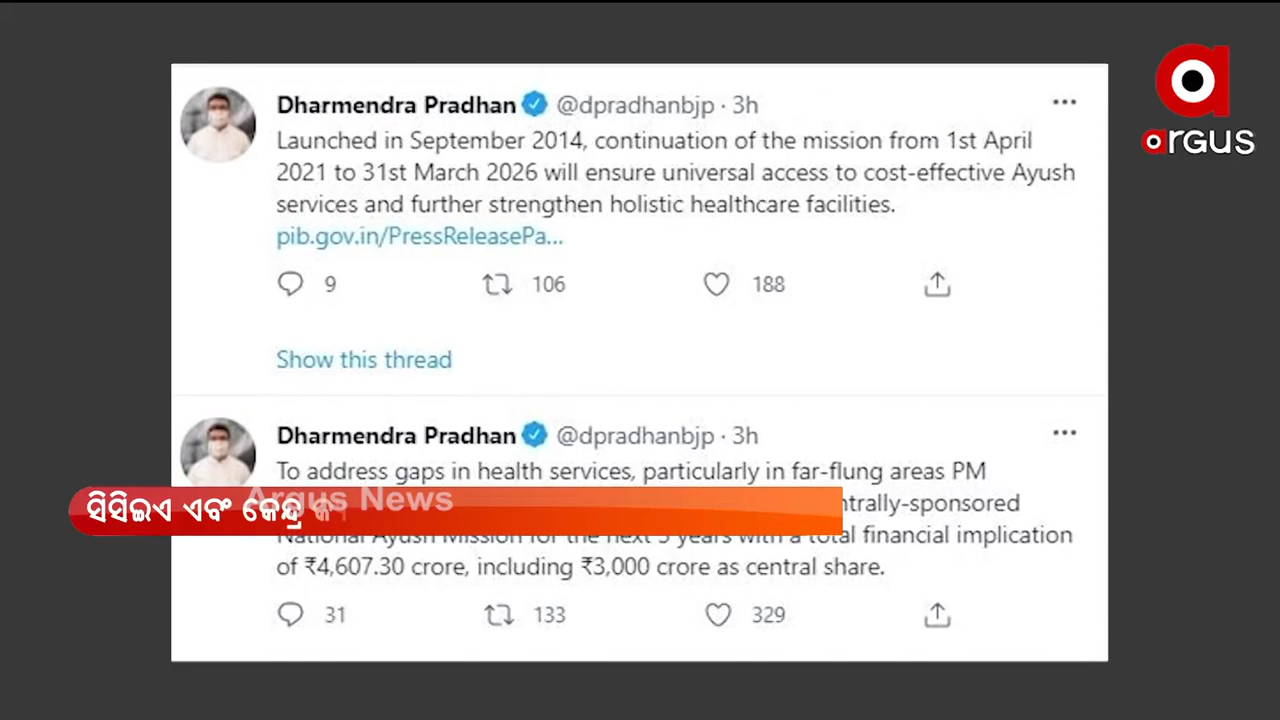 Dharmendra Pradhan @dpradhanbjp · 3h
Launched in September 2014, continuation of the mission from 1st April
2021 to 31st March 2026 will ensure universal access to cost-effective Ayush
services and further strengthen holistic healthcare facilities.
pib.gov.in/PressReleasePa...
9 106 188
Show this thread
Dharmendra Pradhan @dpradhanbjp · 3h
To address gaps in health services, particularly in far-flung areas PM
ntrally-sponsored
National Ayush Mission for the next 5 years with a total financial implication
of ₹4,607.30 crore, including ₹3,000 crore as central share.
31 133 329
ସିସିଇଏ ଏବଂ କେନ୍ଦ୍ର
Argus News
argus